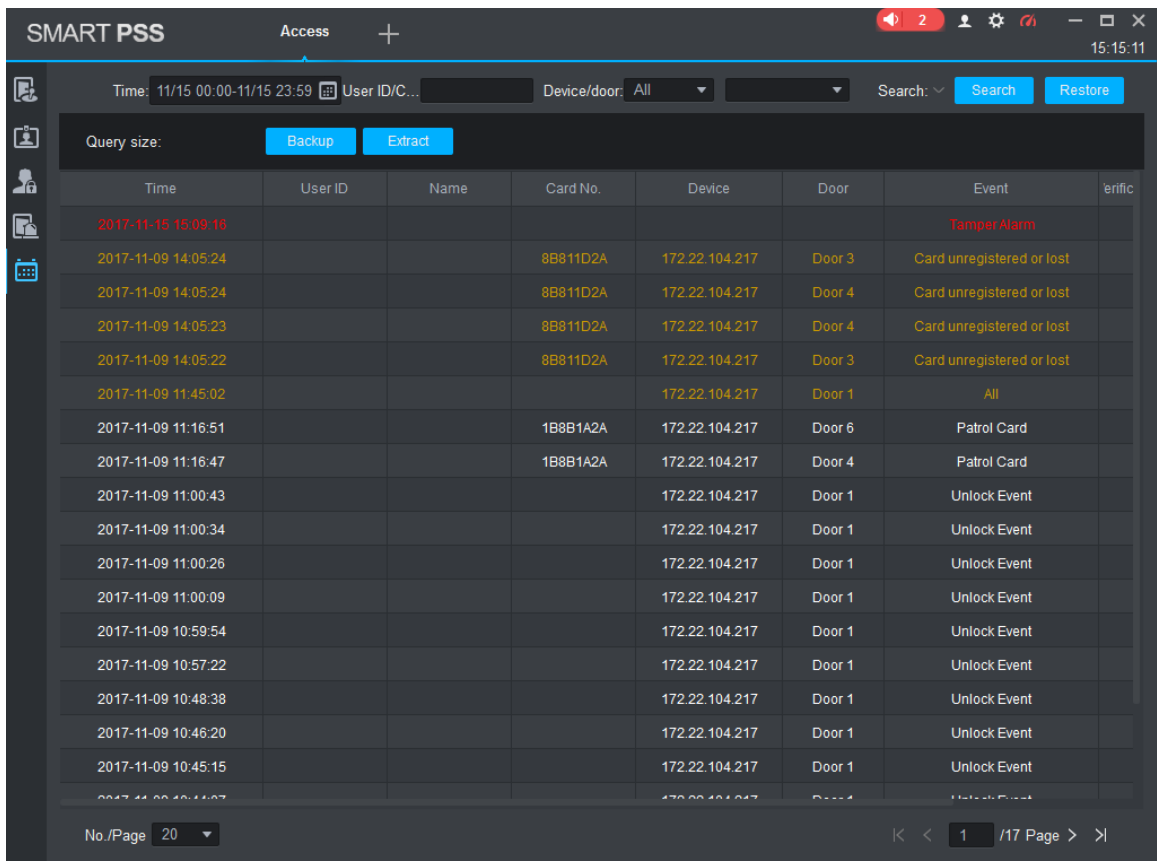 SMART PSS Access 2
15:15:11
Time: 11/15 00:00-11/15 23:59 User ID/C... Device/door: All Search: Search Restore
Query size: Backup Extract
Time User ID Name Card No. Device Door Event erific
2017-11-15 15:09:16 Tamper Alarm
2017-11-09 14:05:24 8B811D2A 172.22.104.217 Door 3 Card unregistered or lost
2017-11-09 14:05:24 8B811D2A 172.22.104.217 Door 4 Card unregistered or lost
2017-11-09 14:05:23 8B811D2A 172.22.104.217 Door 4 Card unregistered or lost
2017-11-09 14:05:22 8B811D2A 172.22.104.217 Door 3 Card unregistered or lost
2017-11-09 11:45:02 172.22.104.217 Door 1 All
2017-11-09 11:16:51 1B8B1A2A 172.22.104.217 Door 6 Patrol Card
2017-11-09 11:16:47 1B8B1A2A 172.22.104.217 Door 4 Patrol Card
2017-11-09 11:00:43 172.22.104.217 Door 1 Unlock Event
2017-11-09 11:00:34 172.22.104.217 Door 1 Unlock Event
2017-11-09 11:00:26 172.22.104.217 Door 1 Unlock Event
2017-11-09 11:00:09 172.22.104.217 Door 1 Unlock Event
2017-11-09 10:59:54 172.22.104.217 Door 1 Unlock Event
2017-11-09 10:57:22 172.22.104.217 Door 1 Unlock Event
2017-11-09 10:48:38 172.22.104.217 Door 1 Unlock Event
2017-11-09 10:46:20 172.22.104.217 Door 1 Unlock Event
2017-11-09 10:45:15 172.22.104.217 Door 1 Unlock Event
No./Page 20 1 /17 Page